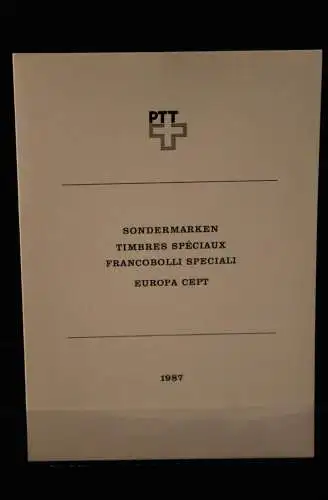 PTT
SONDERMARKEN
TIMBRES SPÉCIAUX
FRANCOBOLLI SPECIALI
EUROPA CEPT
1987